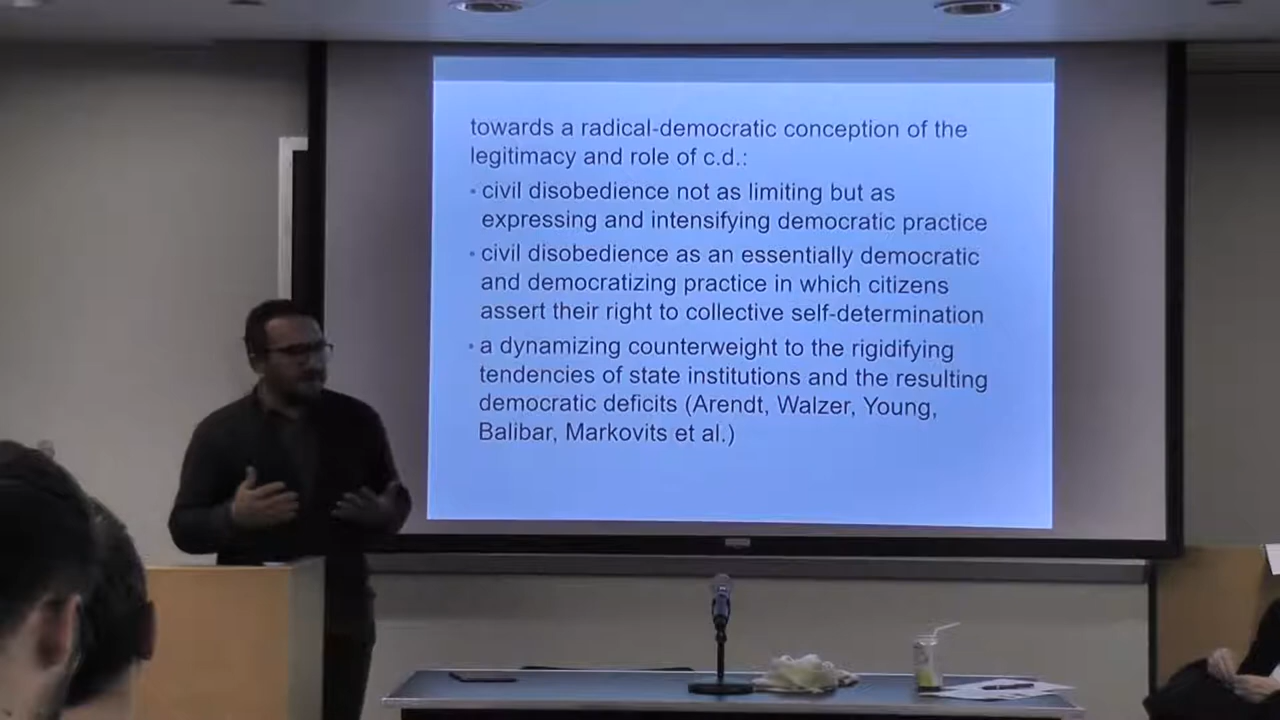 towards a radical-democratic conception of the
legitimacy and role of c.d.:
• civil disobedience not as limiting but as
expressing and intensifying democratic practice
• civil disobedience as an essentially democratic
and democratizing practice in which citizens
assert their right to collective self-determination
• a dynamizing counterweight to the rigidifying
tendencies of state institutions and the resulting
democratic deficits (Arendt, Walzer, Young,
Balibar, Markovits et al.)